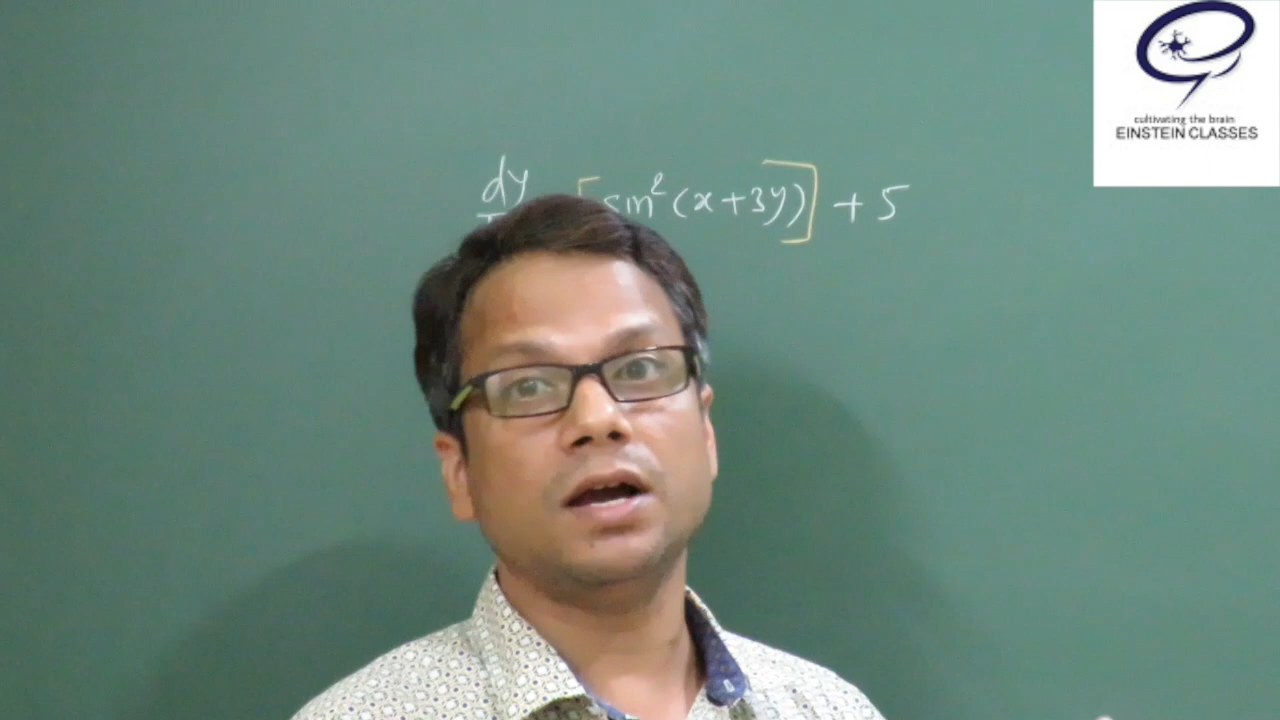 cultivating the brain
EINSTEIN CLASSES
dy
[sin²(x+3y)] + 5